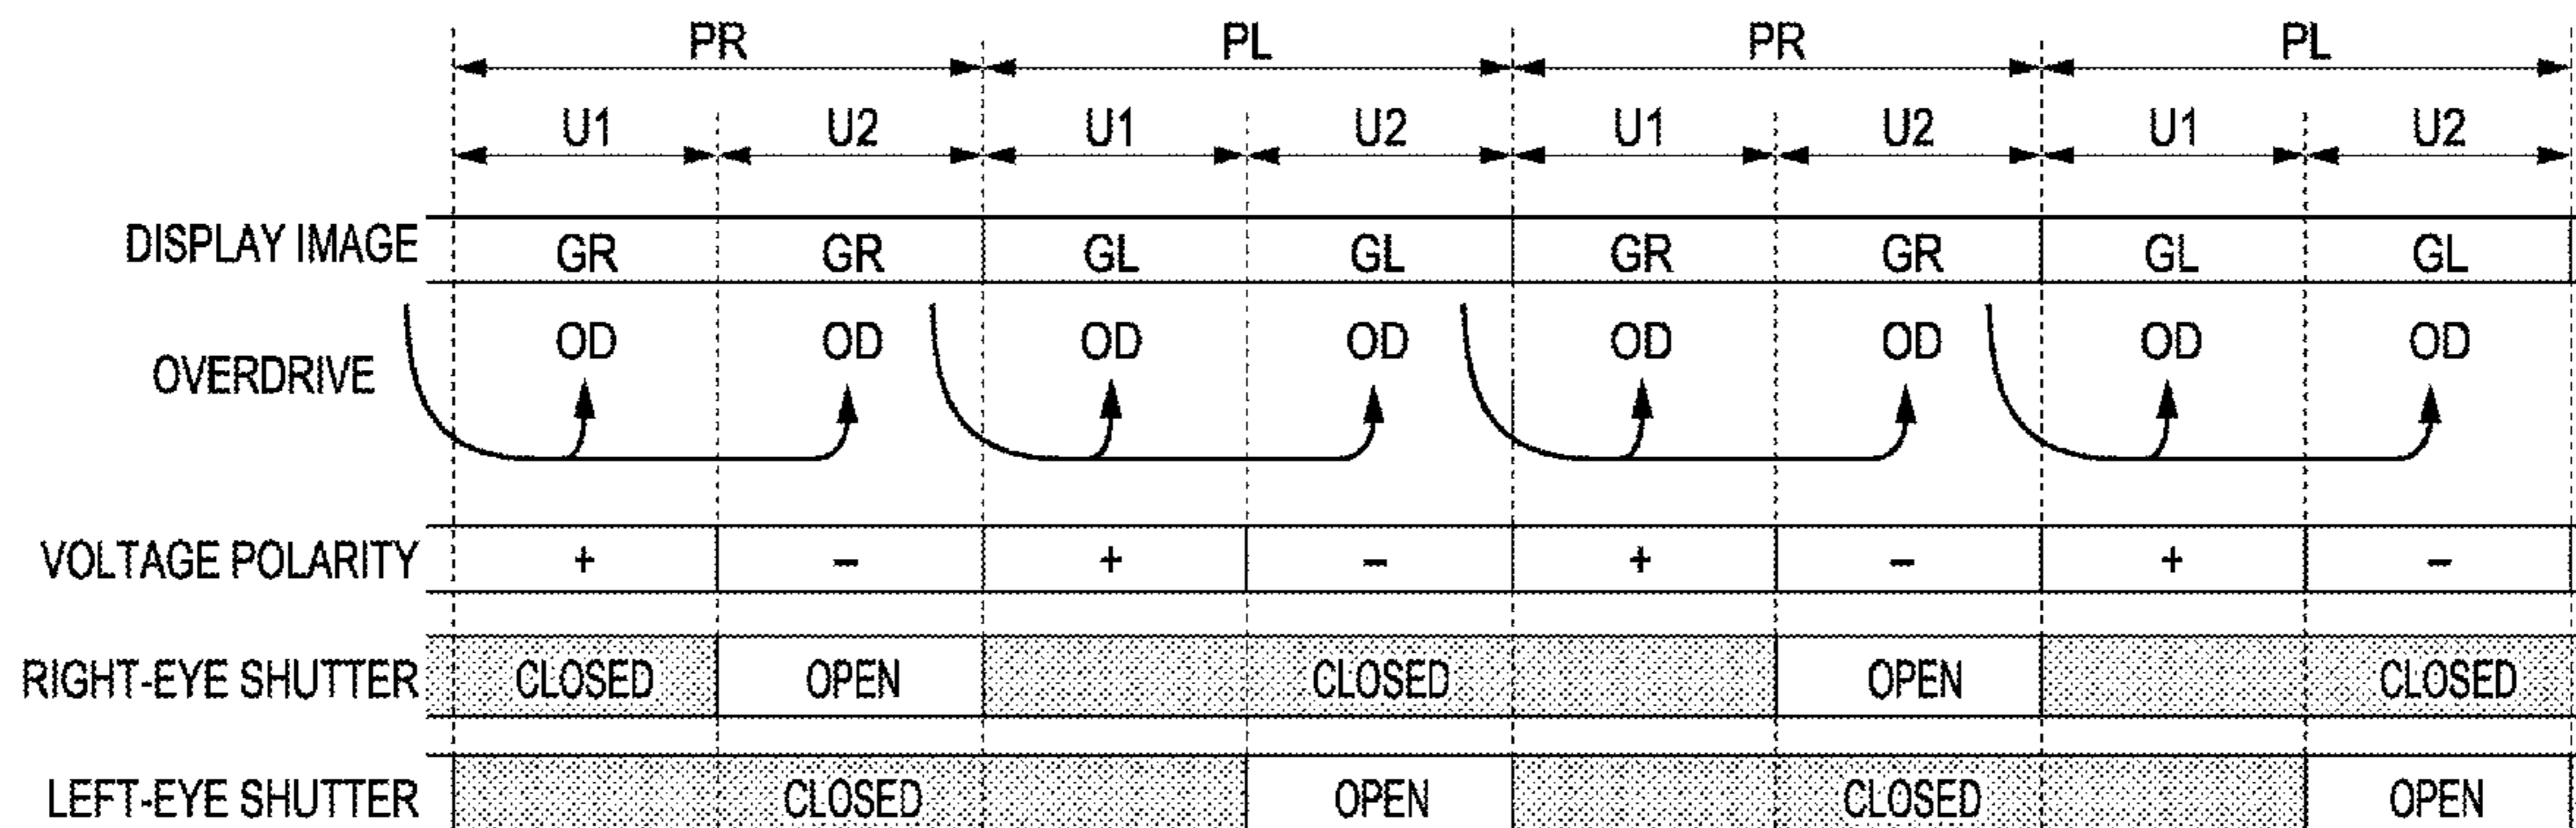 PR PL PR PL
U1 U2 U1 U2 U1 U2 U1 U2
DISPLAY IMAGE GR GR GL GL GR GR GL GL
OVERDRIVE OD OD OD OD OD OD OD OD
VOLTAGE POLARITY + – + – + – + –
RIGHT-EYE SHUTTER CLOSED OPEN CLOSED OPEN CLOSED
LEFT-EYE SHUTTER CLOSED OPEN CLOSED OPEN